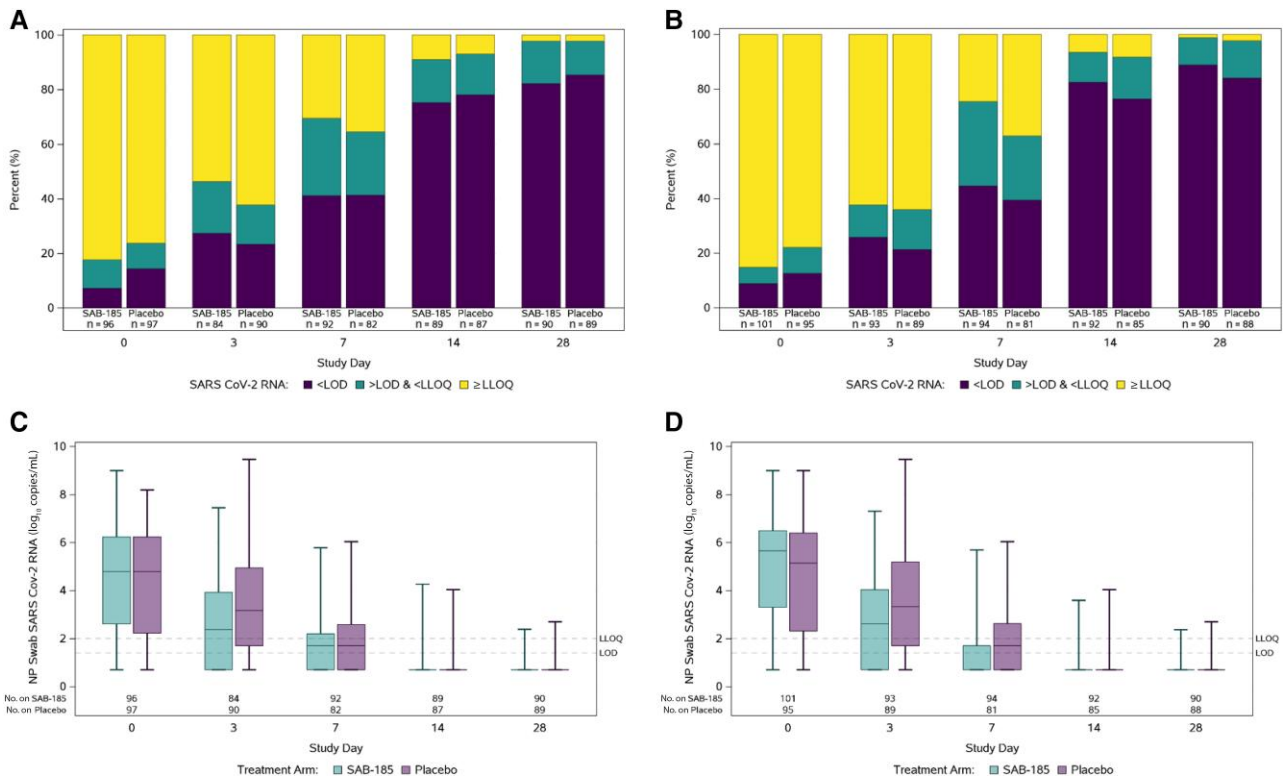 A
100
80
60
40
20
0
Percent (%)
SAB-185 Placebo SAB-185 Placebo SAB-185 Placebo SAB-185 Placebo SAB-185 Placebo
n = 96 n = 97 n = 84 n = 90 n = 92 n = 82 n = 89 n = 87 n = 90 n = 89
0 3 7 14 28
Study Day
SARS CoV-2 RNA: <LOD >LOD & <LLOQ ≥ LLOQ
B
100
80
60
40
20
0
Percent (%)
SAB-185 Placebo SAB-185 Placebo SAB-185 Placebo SAB-185 Placebo SAB-185 Placebo
n = 101 n = 95 n = 93 n = 89 n = 94 n = 81 n = 92 n = 85 n = 90 n = 88
0 3 7 14 28
Study Day
SARS CoV-2 RNA: <LOD >LOD & <LLOQ ≥ LLOQ
C
10
8
6
4
2
0
NP Swab SARS Cov-2 RNA (log₁₀ copies/mL)
LLOQ
LOD
No. on SAB-185 96 84 92 89 90
No. on Placebo 97 90 82 87 89
0 3 7 14 28
Study Day
Treatment Arm: SAB-185 Placebo
D
10
8
6
4
2
0
NP Swab SARS Cov-2 RNA (log₁₀ copies/mL)
LLOQ
LOD
No. on SAB-185 101 93 94 92 90
No. on Placebo 95 89 81 85 88
0 3 7 14 28
Study Day
Treatment Arm: SAB-185 Placebo